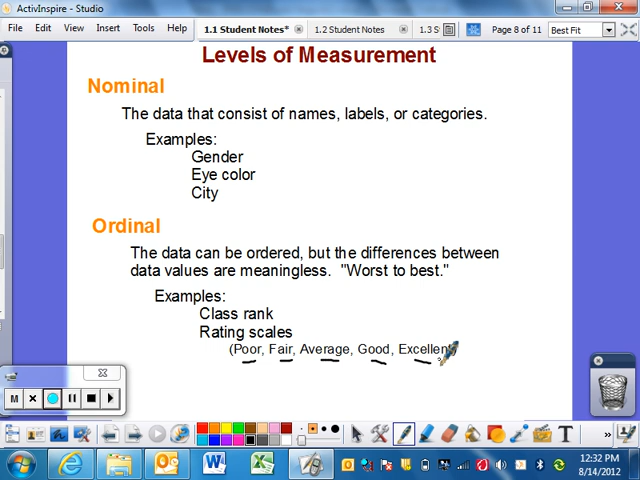 ActivInspire - Studio
File Edit View Insert Tools 1.1 Student Notes* 1.2 Student Notes 1.3 S Page 8 of 11 Best Fit
Levels of Measurement
Nominal
The data that consist of names, labels, or categories.
Examples:
Gender
Eye color
City
Ordinal
The data can be ordered, but the differences between
data values are meaningless. "Worst to best."
Examples:
Class rank
Rating scales
(Poor, Fair, Average, Good, Excellent)
M
T »
12:32 PM
8/14/2012